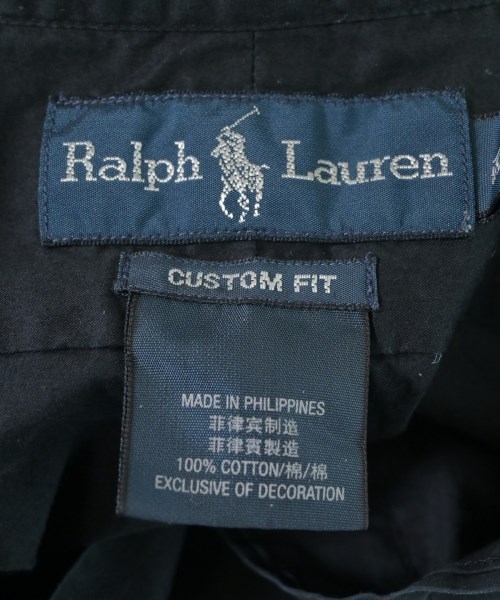 Ralph Lauren
CUSTOM FIT
MADE IN PHILIPPINES
菲律宾制造
菲律賓製造
100% COTTON/棉/棉
EXCLUSIVE OF DECORATION